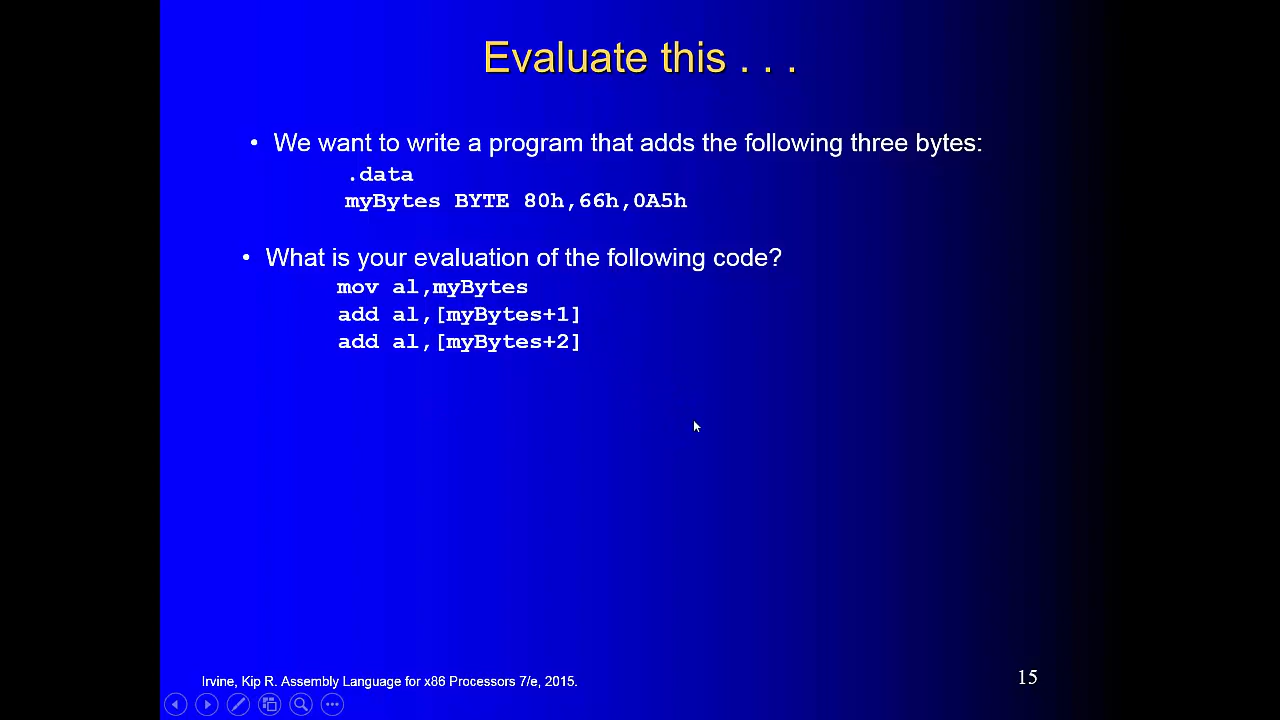 Evaluate this . . .
• We want to write a program that adds the following three bytes:
.data
myBytes BYTE 80h,66h,0A5h
• What is your evaluation of the following code?
mov al,myBytes
add al,[myBytes+1]
add al,[myBytes+2]
Irvine, Kip R. Assembly Language for x86 Processors 7/e, 2015.
15